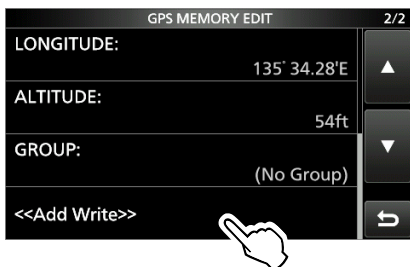 GPS MEMORY EDIT 2/2
LONGITUDE:
135° 34.28'E
ALTITUDE:
54ft
GROUP:
(No Group)
<<Add Write>>